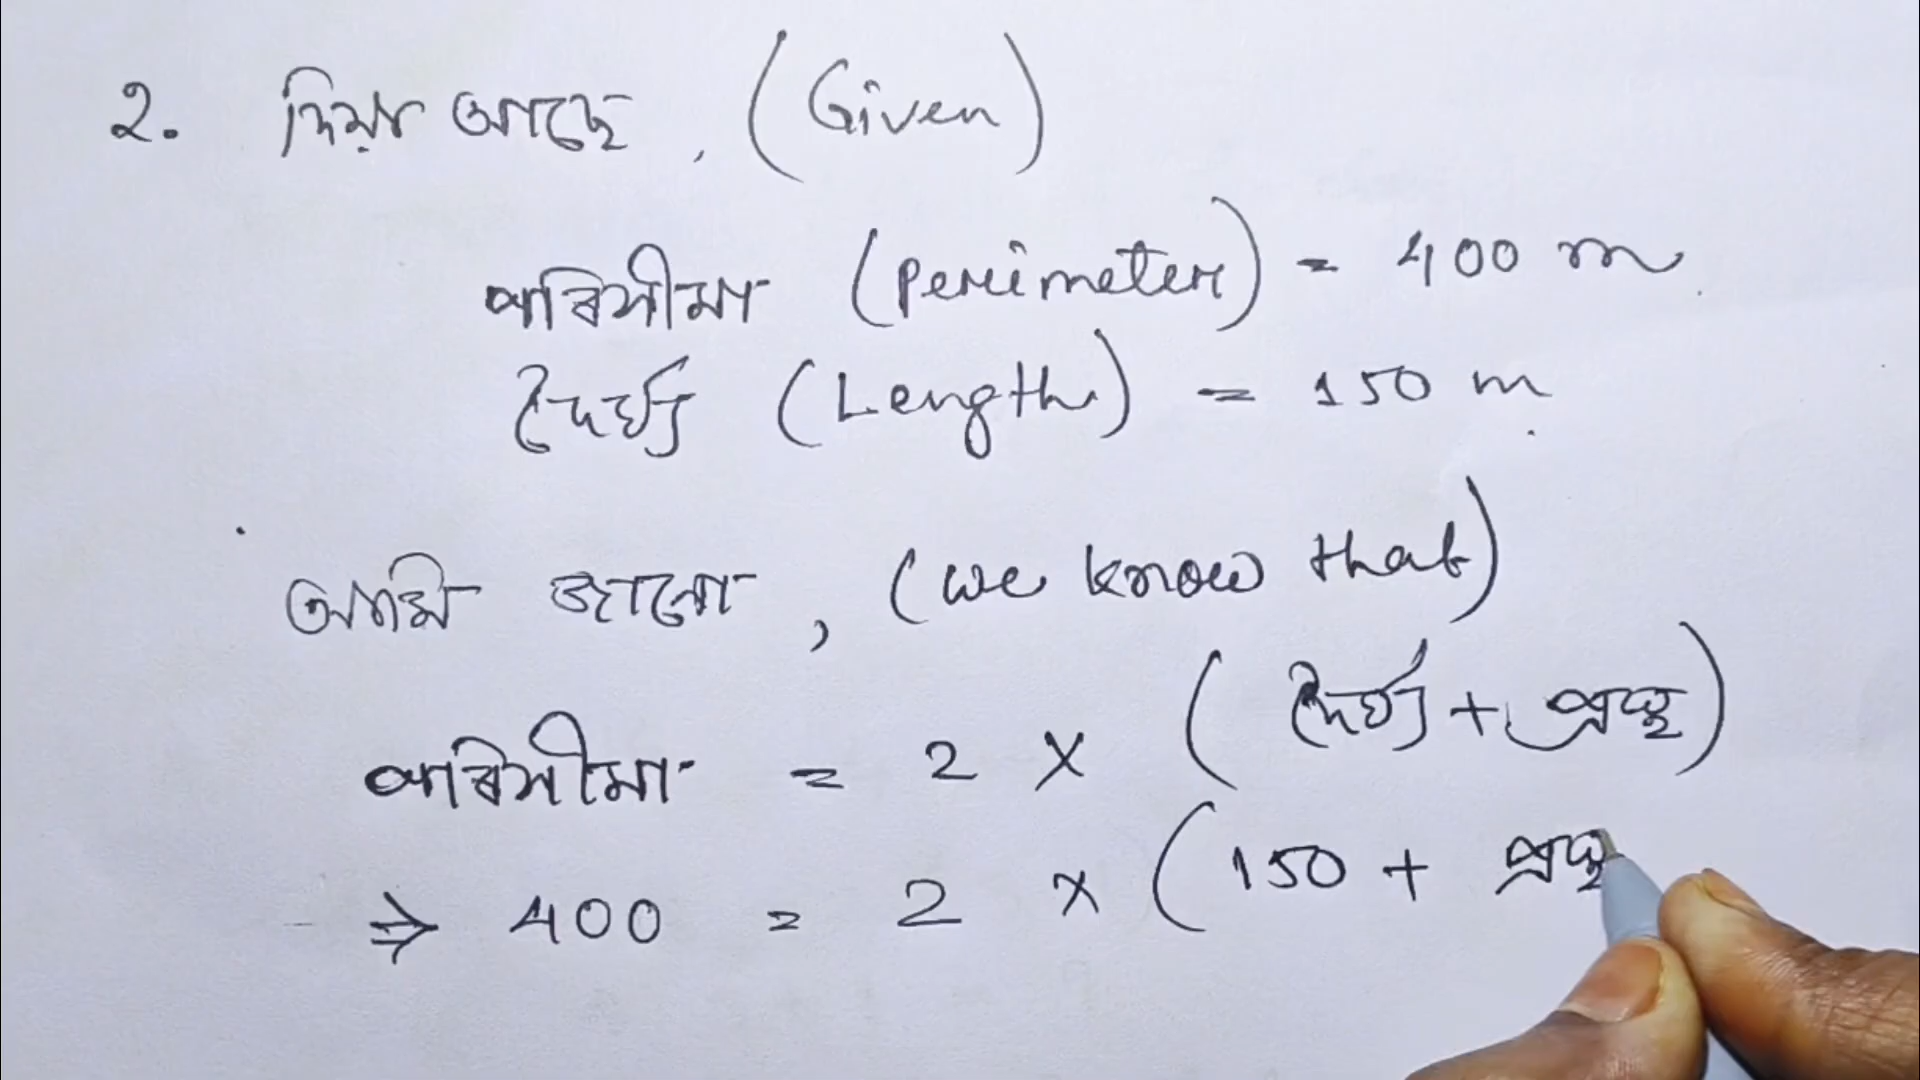 2. দিয়া আছে, (Given)
পৰিসীমা (Perimeter) = 400 m
দৈৰ্ঘ্য (Length) = 150 m
আমি জানো, (we know that)
পৰিসীমা = 2 × (দৈৰ্ঘ্য + প্ৰস্থ)
⇒ 400 = 2 × (150 + প্ৰস্থ